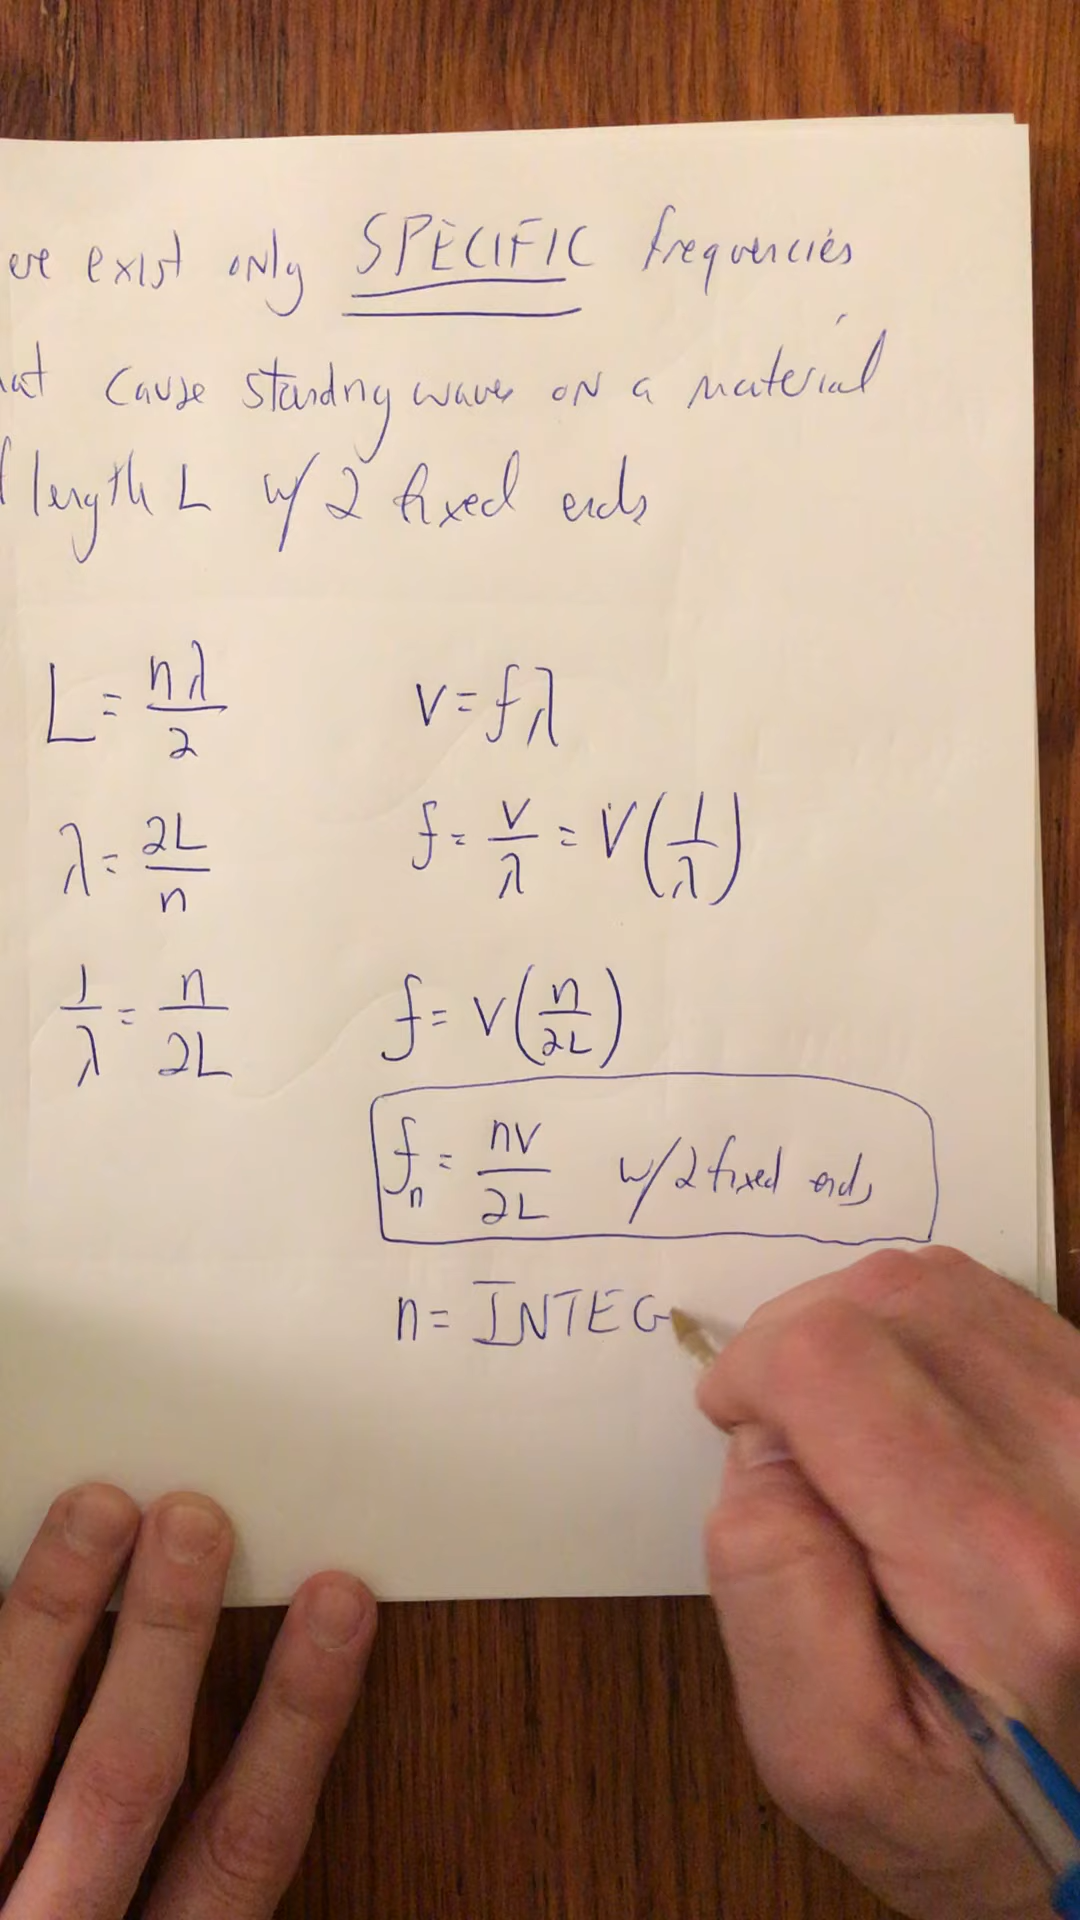 ere exist only SPECIFIC frequencies
hat cause standing waves on a material
f length L w/ 2 fixed ends
L = nλ/2
v = fλ
λ = 2L/n
f = v/λ = V(1/λ)
1/λ = n/2L
f = v(n/2L)
fₙ = nv/2L w/ 2 fixed ends
n = INTEG